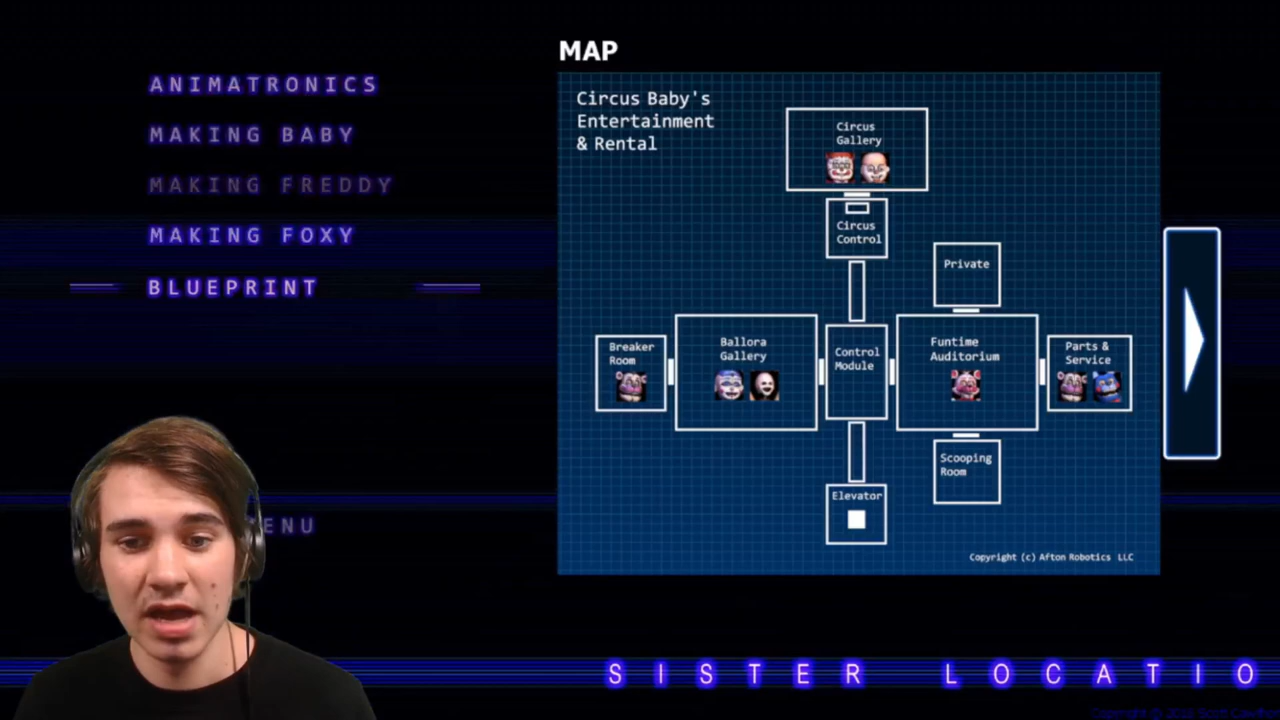 ANIMATRONICS
MAKING BABY
MAKING FREDDY
MAKING FOXY
BLUEPRINT
ENU
MAP
Circus Baby's
Entertainment
& Rental
Circus
Gallery
Circus
Control
Private
Breaker
Room
Ballora
Gallery
Control
Module
Funtime
Auditorium
Parts &
Service
Scooping
Room
Elevator
Copyright (c) Afton Robotics LLC
SISTER LOCATIO